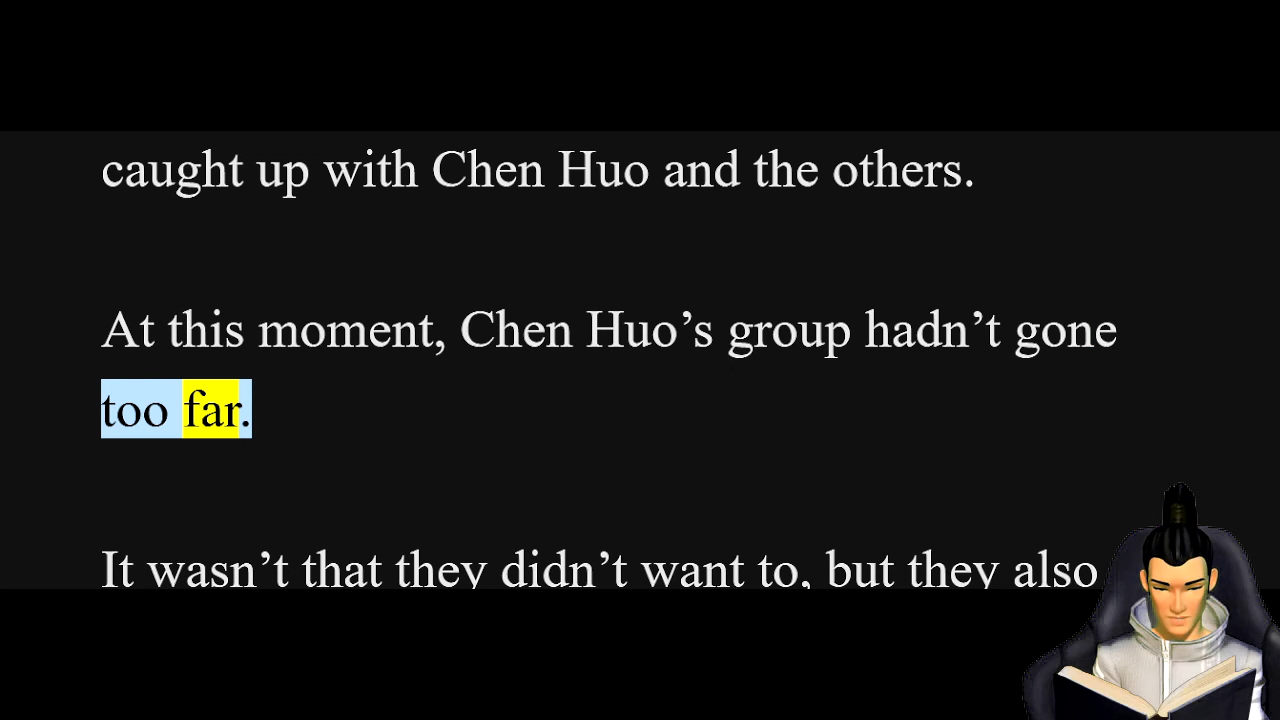 caught up with Chen Huo and the others.
At this moment, Chen Huo’s group hadn’t gone
too far.
It wasn’t that they didn’t want to, but they also